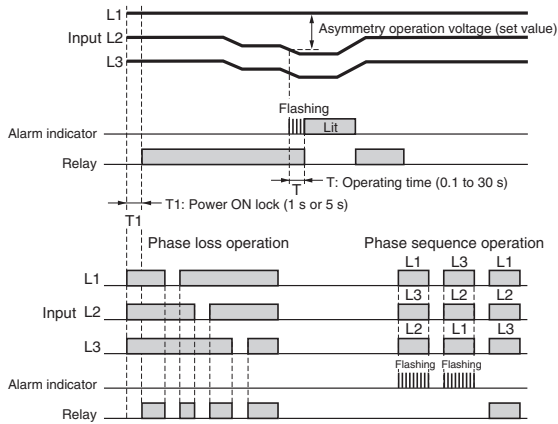 L1
Asymmetry operation voltage (set value)
Input L2
L3
Flashing
Alarm indicator
Lit
Relay
T
T: Operating time (0.1 to 30 s)
T1: Power ON lock (1 s or 5 s)
T1
Phase loss operation
Phase sequence operation
L1 L3 L1
L1
L3 L2 L2
Input L2
L2 L1 L3
L3
Flashing Flashing
Alarm indicator
Relay